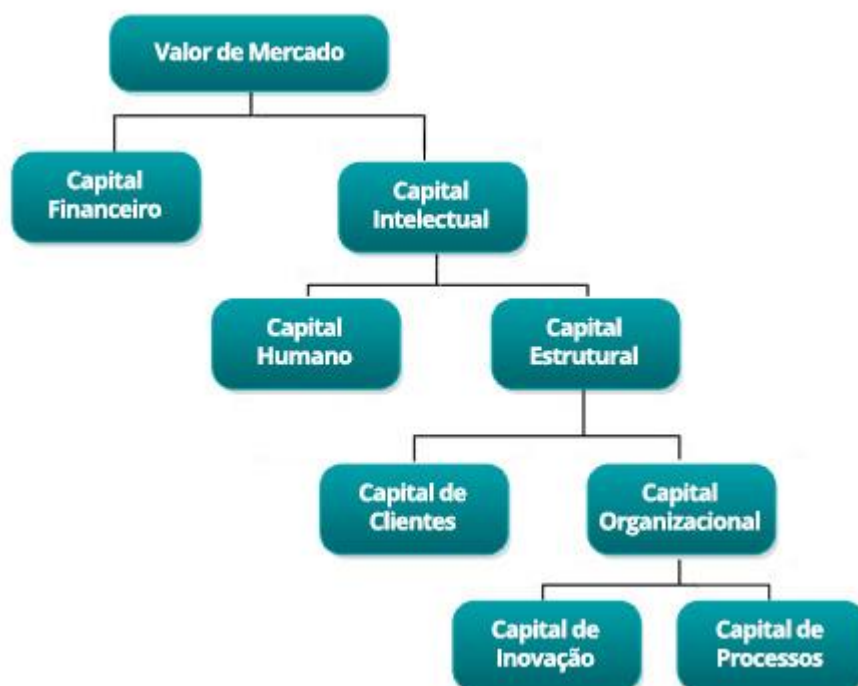 Valor de Mercado
Capital
Financeiro
Capital
Intelectual
Capital
Humano
Capital
Estrutural
Capital de
Clientes
Capital
Organizacional
Capital de
Inovação
Capital de
Processos